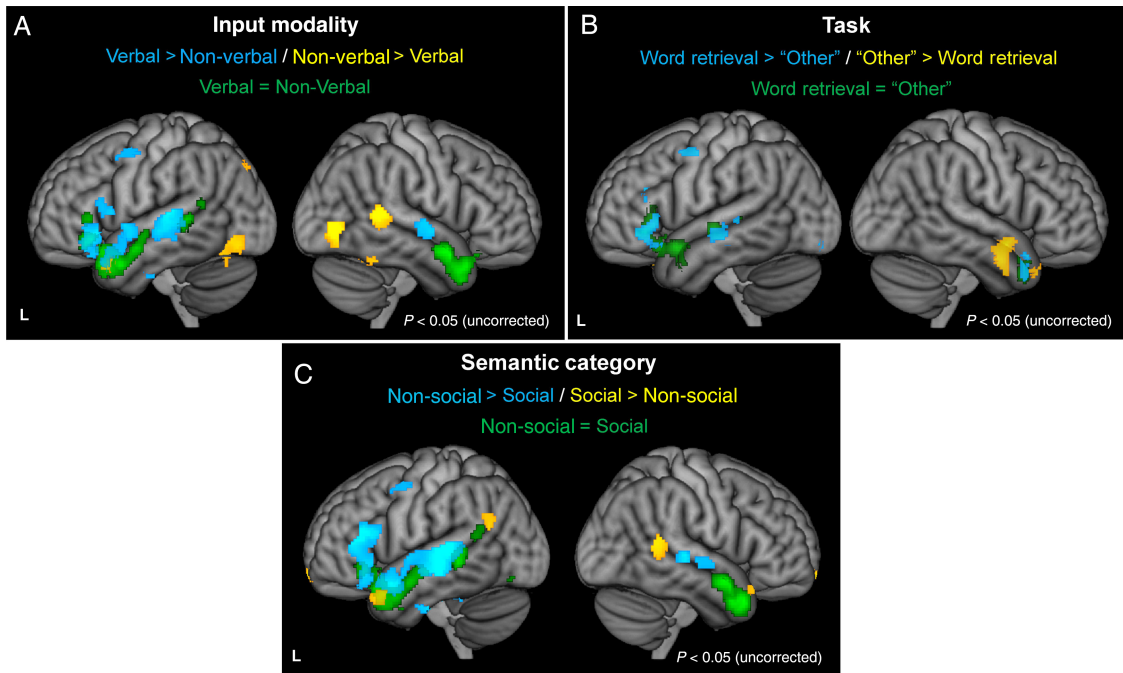 A
Input modality
Verbal > Non-verbal / Non-verbal > Verbal
Verbal = Non-Verbal
L
P < 0.05 (uncorrected)
B
Task
Word retrieval > “Other” / “Other” > Word retrieval
Word retrieval = “Other”
L
P < 0.05 (uncorrected)
C
Semantic category
Non-social > Social / Social > Non-social
Non-social = Social
L
P < 0.05 (uncorrected)